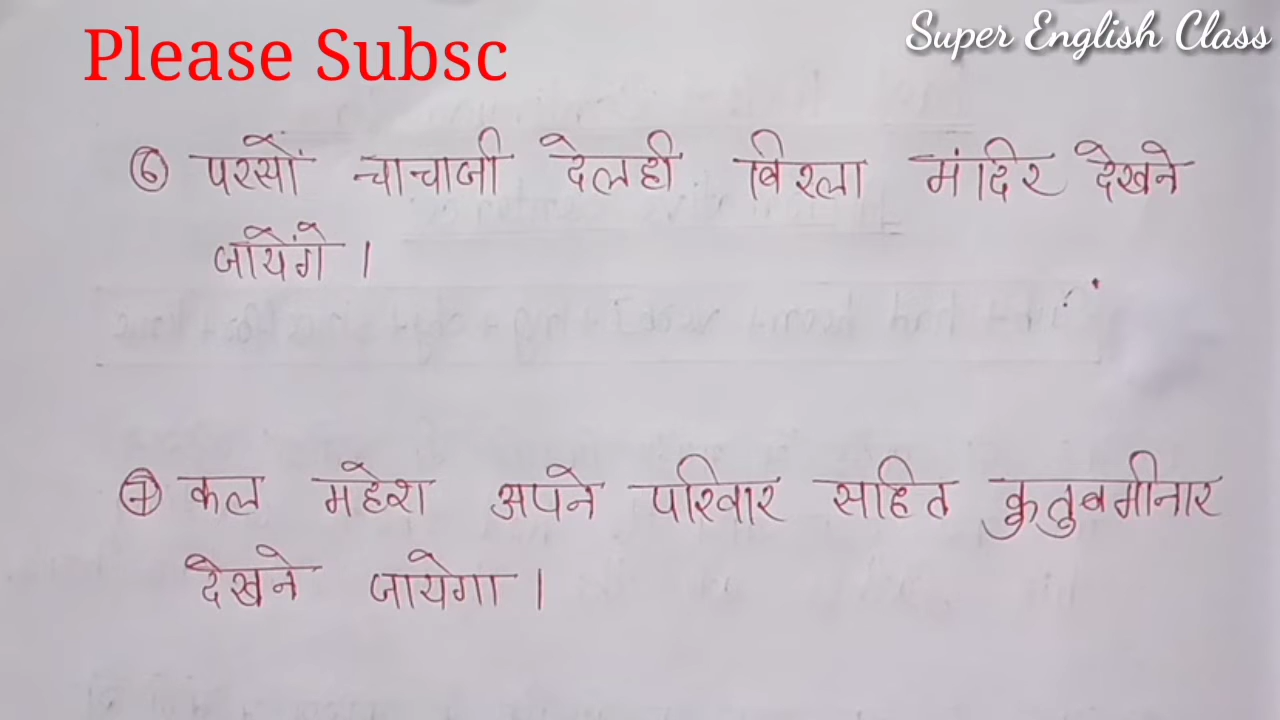 Please Subsc
Super English Class
⑥ परसों चाचाजी देलही बिरला मंदिर देखने
जायेंगे ।
⑦ कल महेश अपने परिवार सहित कुतुबमीनार
देखने जायेगा ।